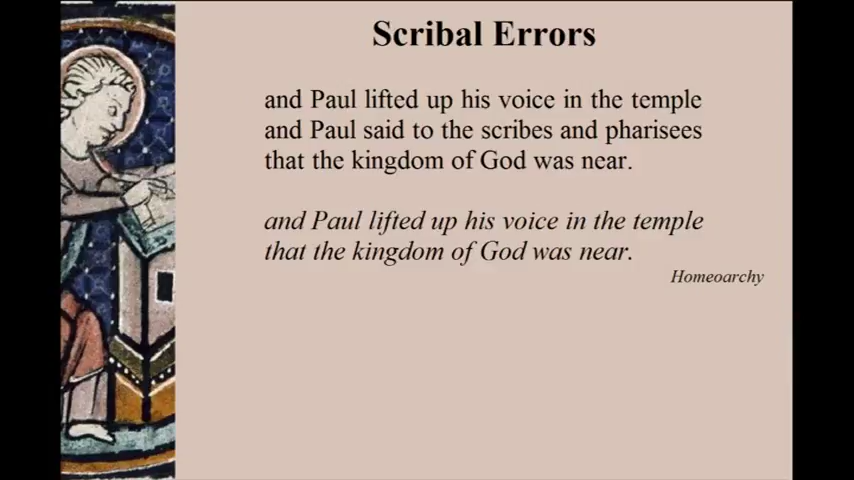 Scribal Errors
and Paul lifted up his voice in the temple
and Paul said to the scribes and pharisees
that the kingdom of God was near.
and Paul lifted up his voice in the temple
that the kingdom of God was near.
Homeoarchy